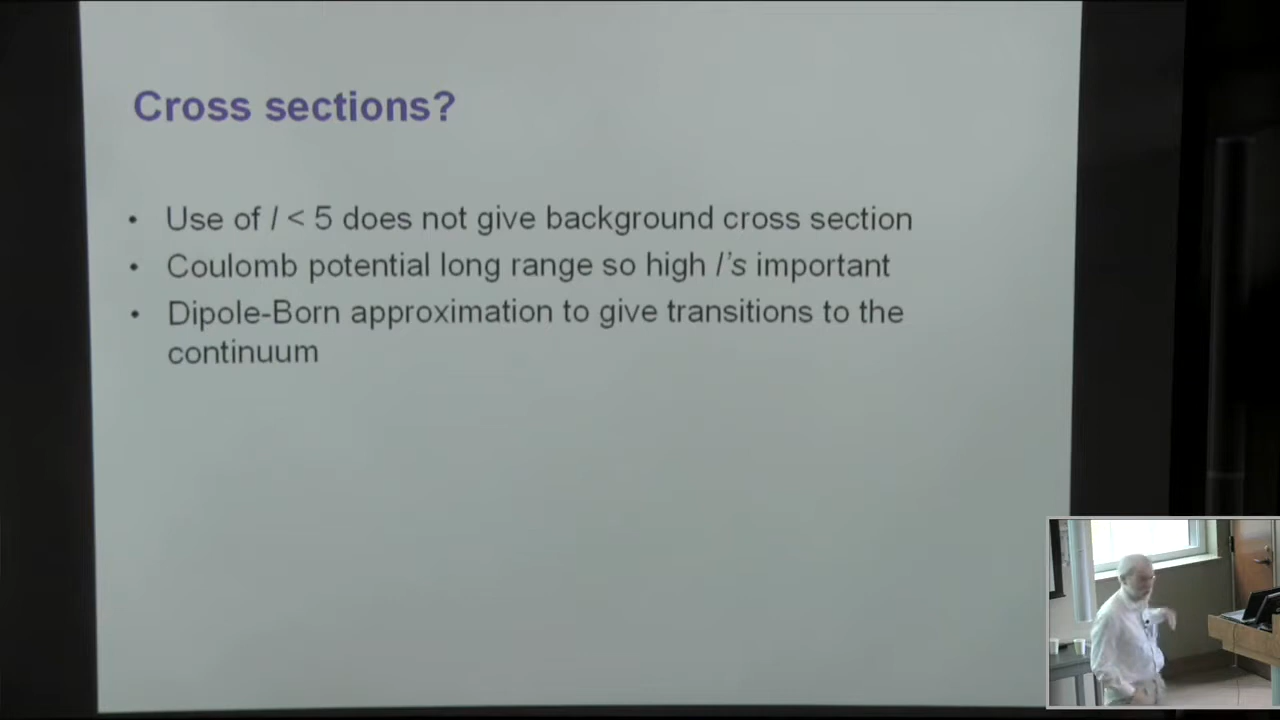 Cross sections?
• Use of l < 5 does not give background cross section
• Coulomb potential long range so high l's important
• Dipole-Born approximation to give transitions to the
continuum